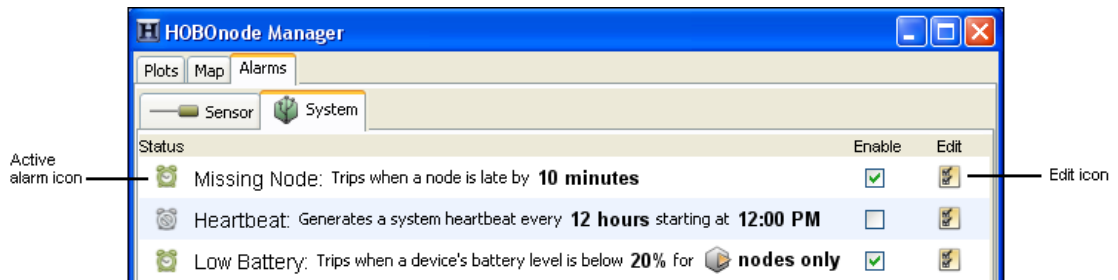 HOBOnode Manager
Plots Map Alarms
Sensor System
Status Enable Edit
Active
alarm icon
Missing Node: Trips when a node is late by 10 minutes
Edit icon
Heartbeat: Generates a system heartbeat every 12 hours starting at 12:00 PM
Low Battery: Trips when a device's battery level is below 20% for nodes only